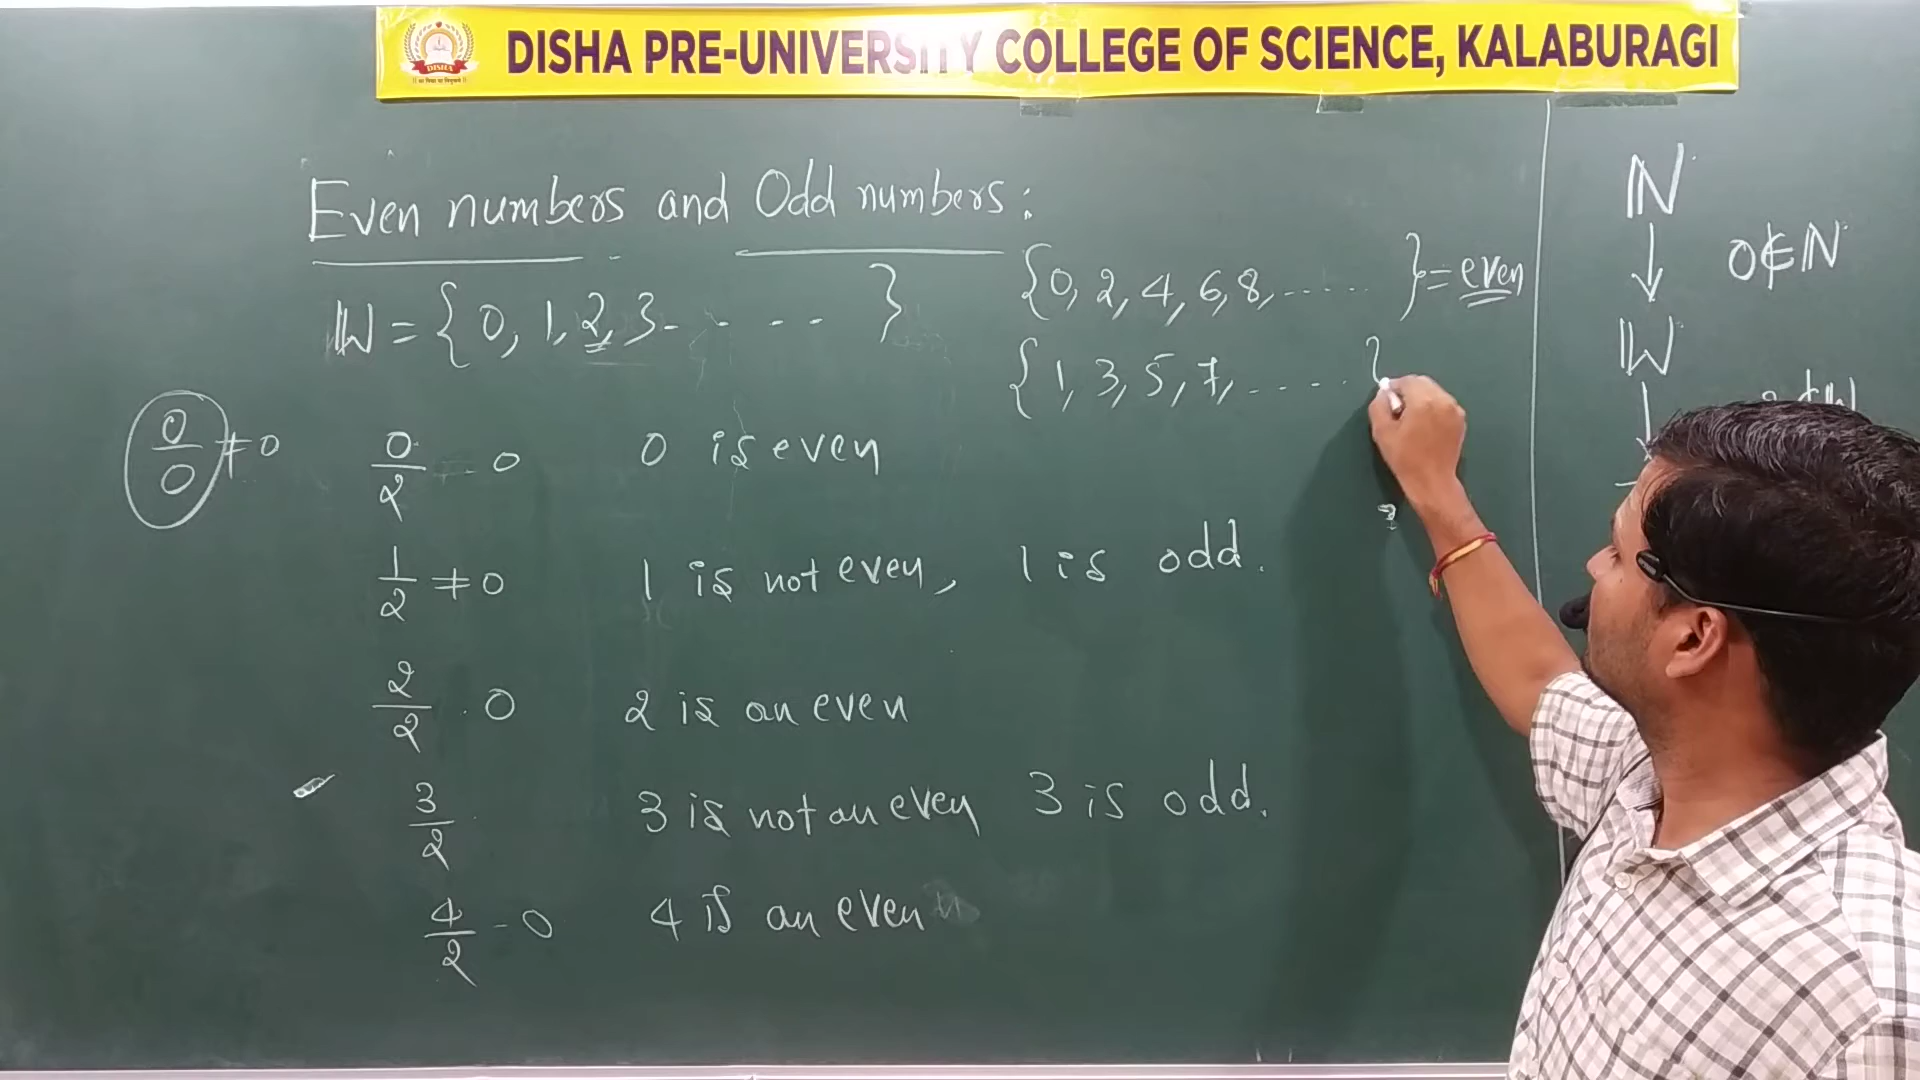 DISHA PRE-UNIVERSITY COLLEGE OF SCIENCE, KALABURAGI
DISHA
Even numbers and Odd numbers:
W = {0, 1, 2, 3 - - - - - }
{0, 2, 4, 6, 8, ...... } = even
{1, 3, 5, 7, ...... }
0/0 ≠ 0
0/2 = 0 0 is even
1/2 ≠ 0 1 is not even, 1 is odd.
2/2 0 2 is an even
3/2 3 is not an even 3 is odd.
4/2 - 0 4 is an even
ℕ
↓
0 ∉ ℕ
W